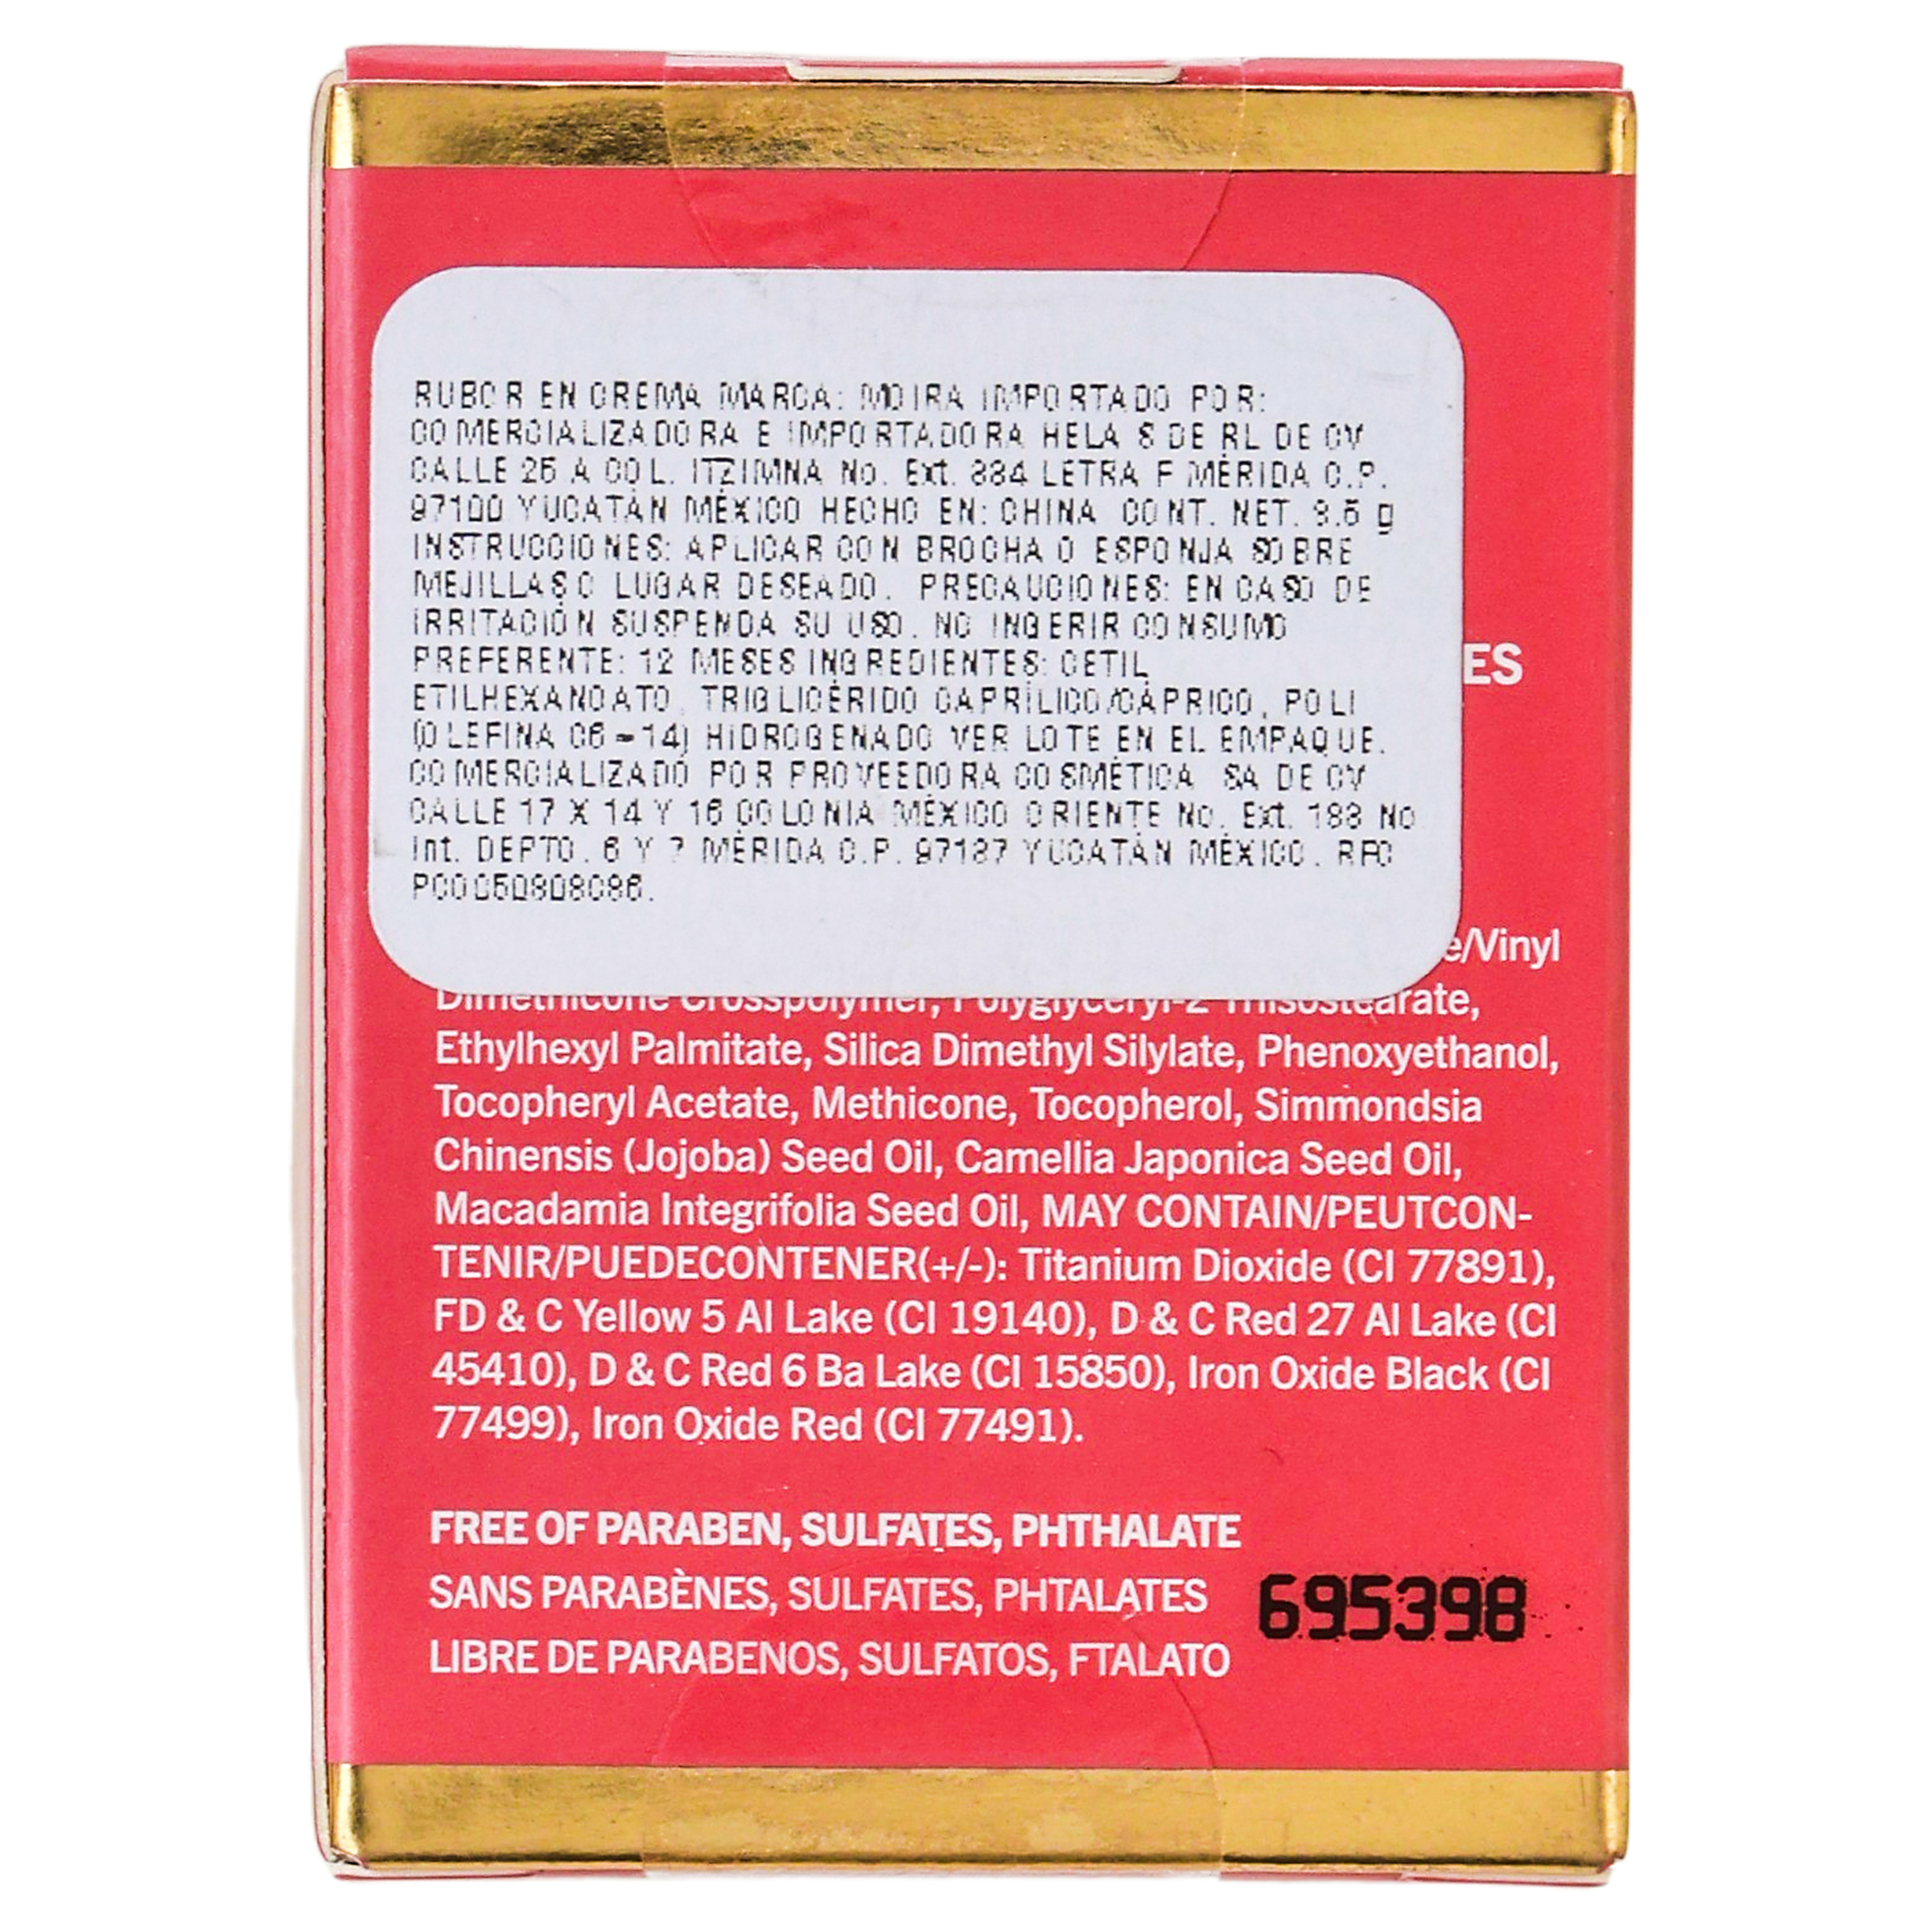 RUBOR EN CREMA MARCA: MOIRA IMPORTADO POR:
COMERCIALIZADORA E IMPORTADORA HELA S DE RL DE CV
CALLE 25 A COL. ITZIMNA No. Ext. 334 LETRA F MÉRIDA C.P.
97100 YUCATÁN MÉXICO HECHO EN: CHINA CONT. NET. g
INSTRUCCIONES: APLICAR CON BROCHA O ESPONJA SOBRE
MEJILLAS O LUGAR DESEADO. PRECAUCIONES: EN CASO DE
IRRITACIÓN SUSPENDA SU USO. NO INGERIR CONSUMO
PREFERENTE: 12 MESES INGREDIENTES: CETIL
ETILHEXANOATO, TRIGLICÉRIDO CAPRÍLICO/CÁPRICO, POLI
(OLEFINA C6-14) HIDROGENADO VER LOTE EN EL EMPAQUE.
COMERCIALIZADO POR PROVEEDORA COSMÉTICA SA DE CV
CALLE 17 X 14 Y 16 COLONIA MÉXICO ORIENTE No. Ext. No
Int. DEPTO. 6 Y 7 MÉRIDA C.P. 97137 YUCATÁN MÉXICO. RFC
ES
e/Vinyl
Dimethicone Crosspolymer, Polyglyceryl-2 Triisostearate,
Ethylhexyl Palmitate, Silica Dimethyl Silylate, Phenoxyethanol,
Tocopheryl Acetate, Methicone, Tocopherol, Simmondsia
Chinensis (Jojoba) Seed Oil, Camellia Japonica Seed Oil,
Macadamia Integrifolia Seed Oil, MAY CONTAIN/PEUTCON-
TENIR/PUEDECONTENER(+/-): Titanium Dioxide (CI 77891),
FD & C Yellow 5 Al Lake (CI 19140), D & C Red 27 Al Lake (CI
45410), D & C Red 6 Ba Lake (CI 15850), Iron Oxide Black (CI
77499), Iron Oxide Red (CI 77491).
FREE OF PARABEN, SULFATES, PHTHALATE
SANS PARABÈNES, SULFATES, PHTALATES
LIBRE DE PARABENOS, SULFATOS, FTALATO
695398